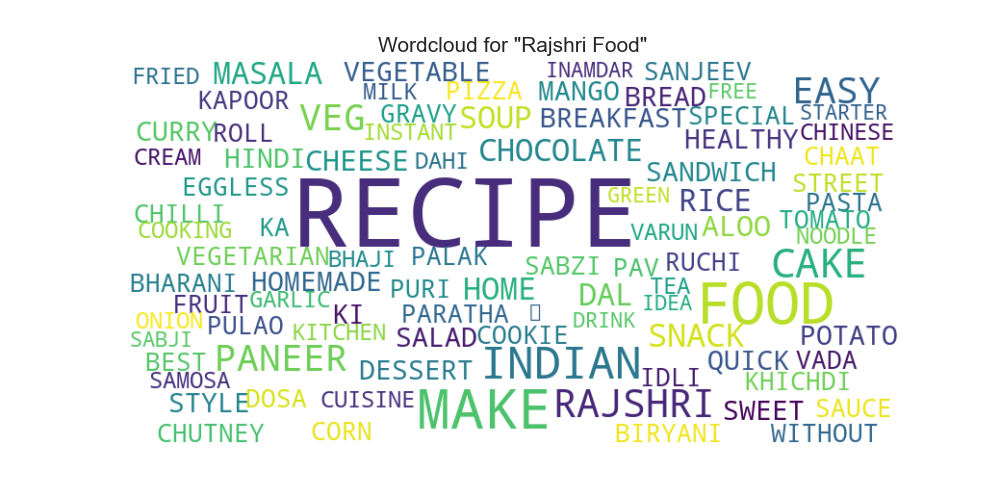 Wordcloud for "Rajshri Food"
FRIED MASALA VEGETABLE INAMDAR SANJEEV
KAPOOR MILK PIZZA MANGO BREAD FREE EASY
CURRY ROLL VEG GRAVY SOUP BREAKFAST SPECIAL STARTER
INSTANT HEALTHY CHINESE
CREAM HINDI CHEESE DAHI CHOCOLATE SANDWICH CHAAT
EGGLESS RECIPE GREEN RICE STREET
CHILLI PASTA
COOKING KA VARUN ALOO TOMATO NOODLE
VEGETARIAN BHAJI PALAK SABZI PAV RUCHI CAKE
BHARANI HOMEMADE PURI HOME DAL TEA
FRUIT GARLIC KI PARATHA IDEA FOOD
ONION PULAO KITCHEN SALAD COOKIE DRINK SNACK POTATO
SABJI
BEST PANEER DESSERT INDIAN QUICK VADA
SAMOSA IDLI KHICHDI
STYLE DOSA CUISINE MAKE RAJSHRI SWEET SAUCE
CHUTNEY CORN BIRYANI WITHOUT